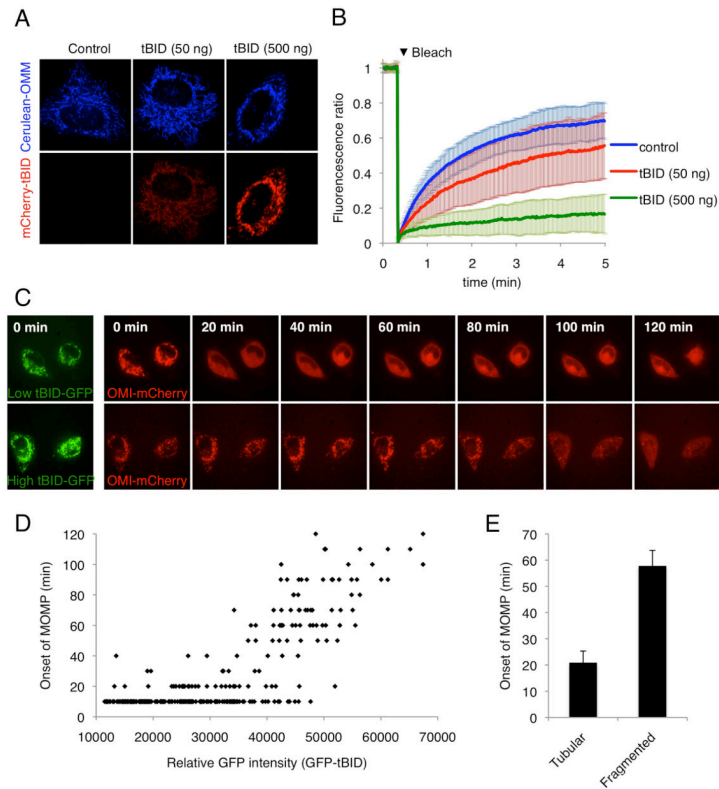 A
Control
tBID (50 ng)
tBID (500 ng)
Cerulean-OMM
mCherry-tBID
B
▼ Bleach
Fluorescence ratio
1
0.8
0.6
0.4
0.2
0
0 1 2 3 4 5
time (min)
control
tBID (50 ng)
tBID (500 ng)
C
0 min
0 min
20 min
40 min
60 min
80 min
100 min
120 min
Low tBID-GFP
OMI-mCherry
High tBID-GFP
OMI-mCherry
D
Onset of MOMP (min)
120
100
80
60
40
20
0
10000 20000 30000 40000 50000 60000 70000
Relative GFP intensity (GFP-tBID)
E
Onset of MOMP (min)
70
60
50
40
30
20
10
0
Tubular
Fragmented